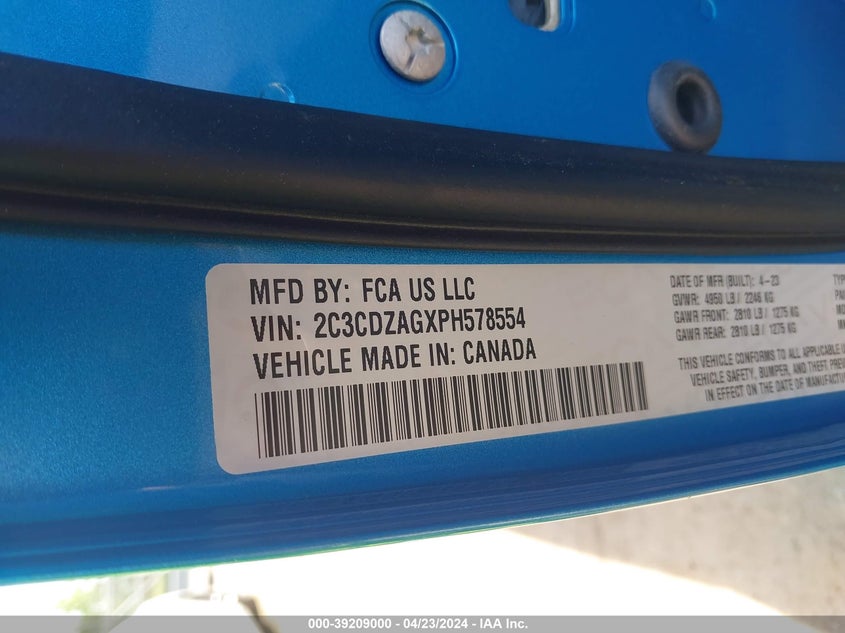 MFD BY: FCA US LLC
VIN: 2C3CDZAGXPH578554
VEHICLE MADE IN: CANADA
DATE OF MFR (BUILT): 4-23
GVWR: 4950 LB / 2246 KG
GAWR FRONT: 2810 LB / 1275 KG
GAWR REAR: 2810 LB / 1275 KG
THIS VEHICLE CONFORMS TO ALL APPLICABLE
VEHICLE SAFETY, BUMPER, AND THEFT
IN EFFECT ON THE DATE OF
000-39209000 - 04/23/2024 - IAA Inc.